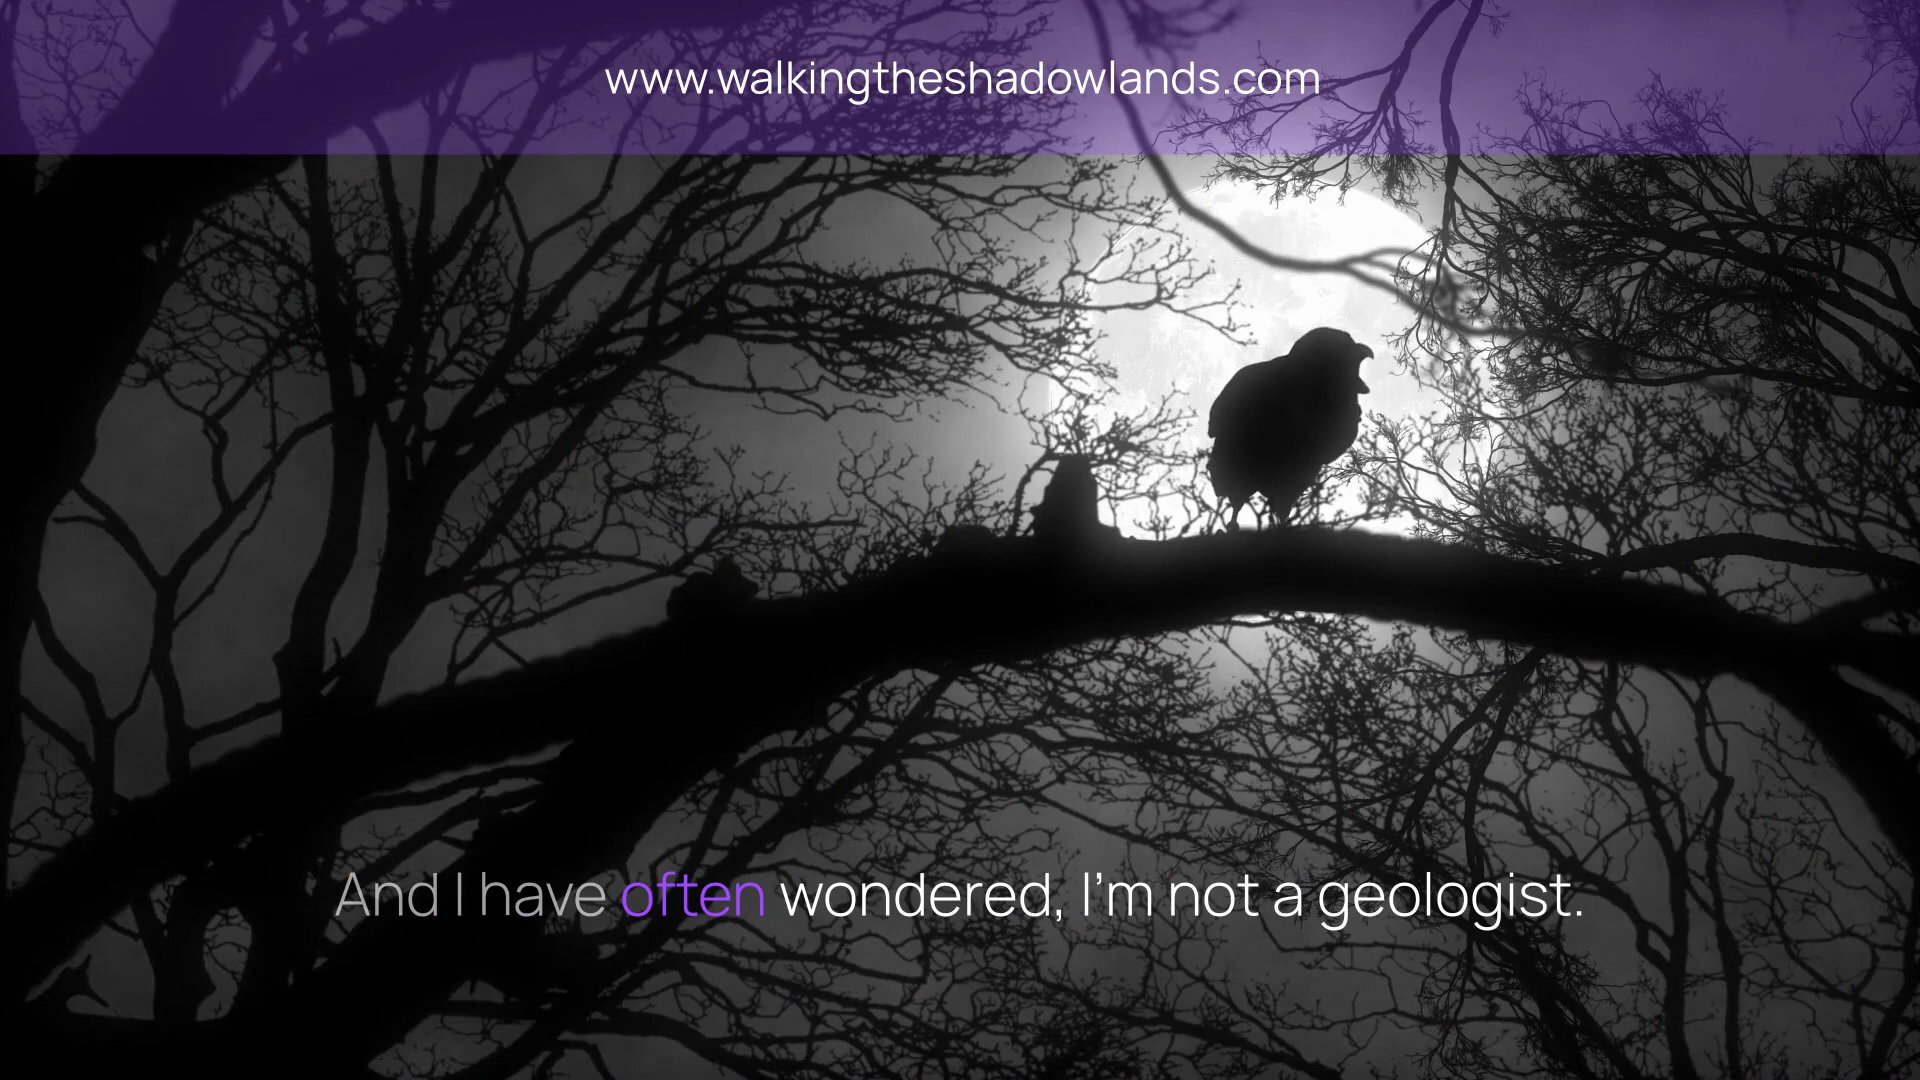 www.walkingtheshadowlands.com
And I have often wondered, I’m not a geologist.